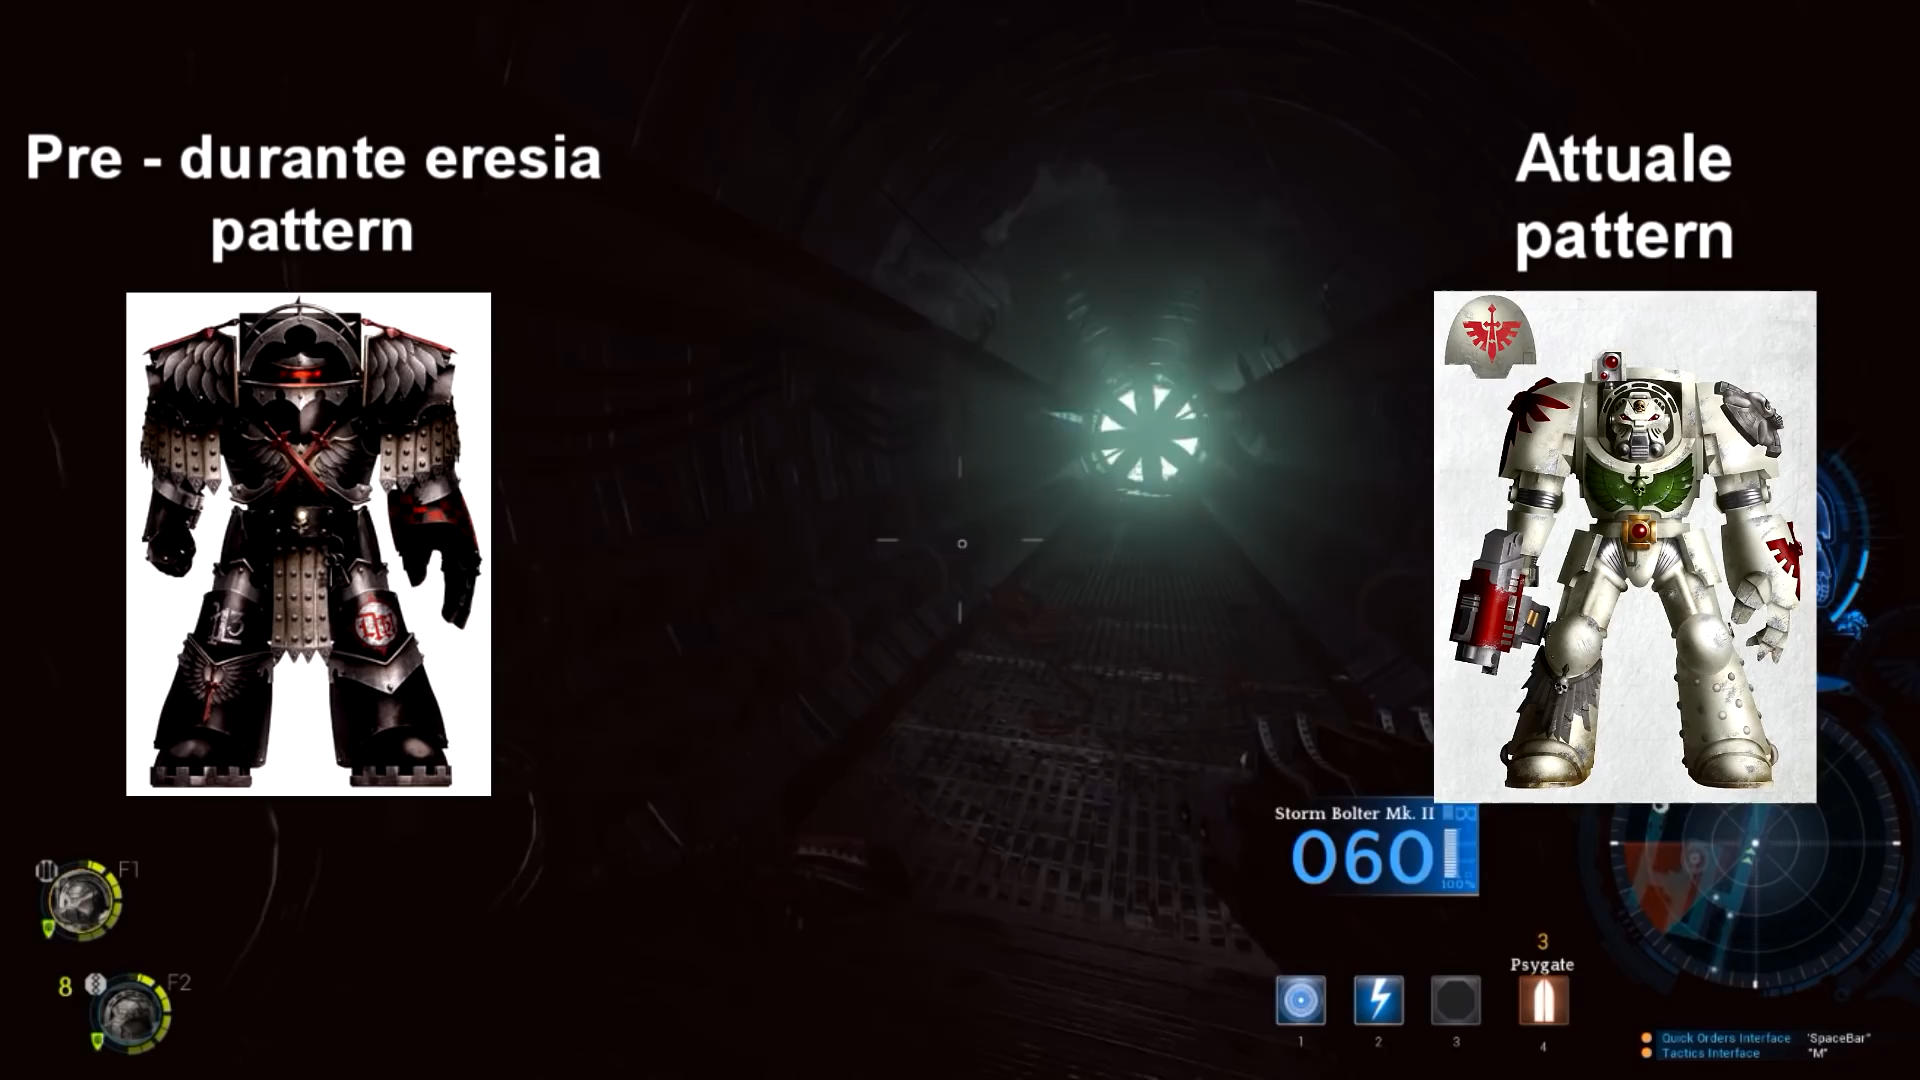 Pre - durante eresia
pattern
Attuale
pattern
Storm Bolter Mk. II
060
100%
F1
8
F2
3
Psygate
1
2
3
4
Quick Orders Interface 'SpaceBar"
Tactics Interface "M"